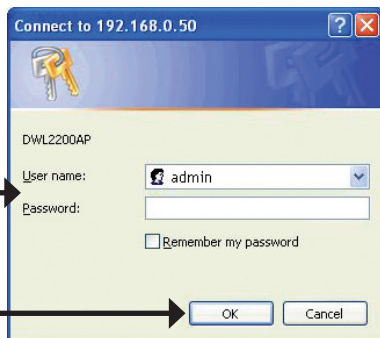 Connect to 192.168.0.50
DWL2200AP
User name:
admin
Password:
Remember my password
OK
Cancel